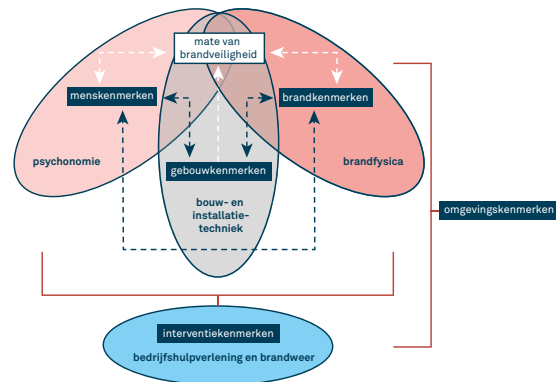 mate van
brandveiligheid
menskenmerken
brandkenmerken
psychonomie
gebouwkenmerken
brandfysica
bouw- en
installatie-
techniek
omgevingskenmerken
interventiekenmerken
bedrijfshulpverlening en brandweer